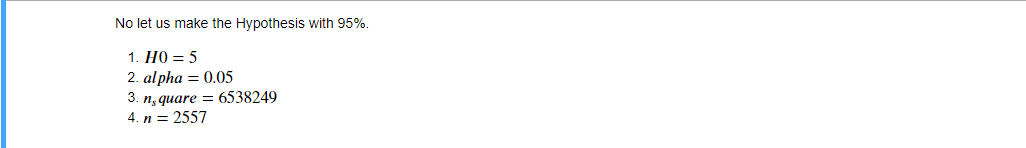 No let us make the Hypothesis with 95%.
1. H0 = 5
2. alpha = 0.05
3. nₛquare = 6538249
4. n = 2557